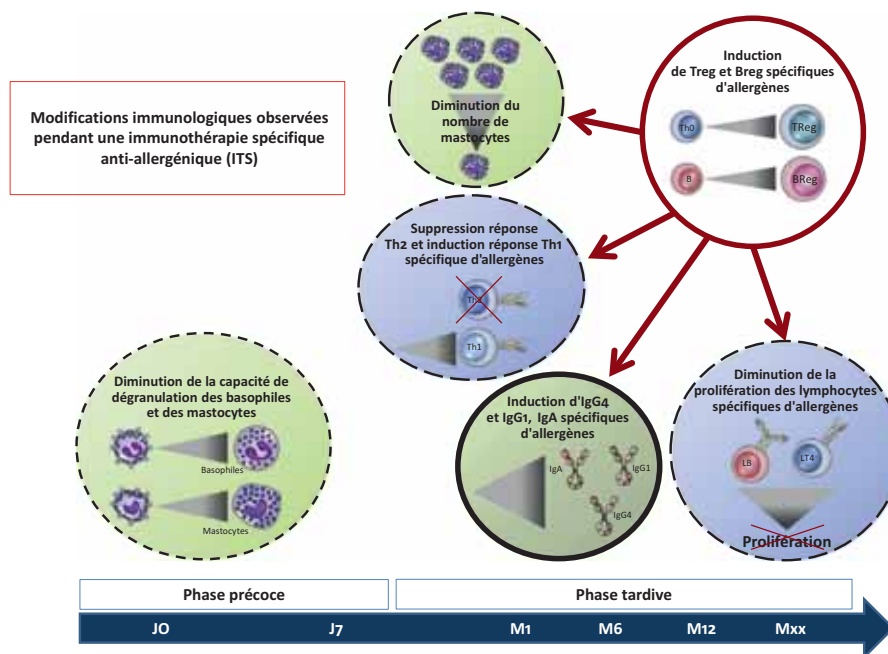 Modifications immunologiques observées
pendant une immunothérapie spécifique
anti-allergénique (ITS)
Diminution du
nombre de
mastocytes
Induction
de Treg et Breg spécifiques
d'allergènes
Th0
TReg
B
BReg
Suppression réponse
Th2 et induction réponse Th1
spécifique d'allergènes
Th2
Th1
Diminution de la capacité de
dégranulation des basophiles
et des mastocytes
Basophiles
Mastocytes
Induction d'IgG4
et IgG1, IgA spécifiques
d'allergènes
IgA
IgG1
IgG4
Diminution de la
prolifération des lymphocytes
spécifiques d'allergène
LB
LT4
Prolifération
Phase précoce
Phase tardive
J0
J7
M1
M6
M12
Mxx